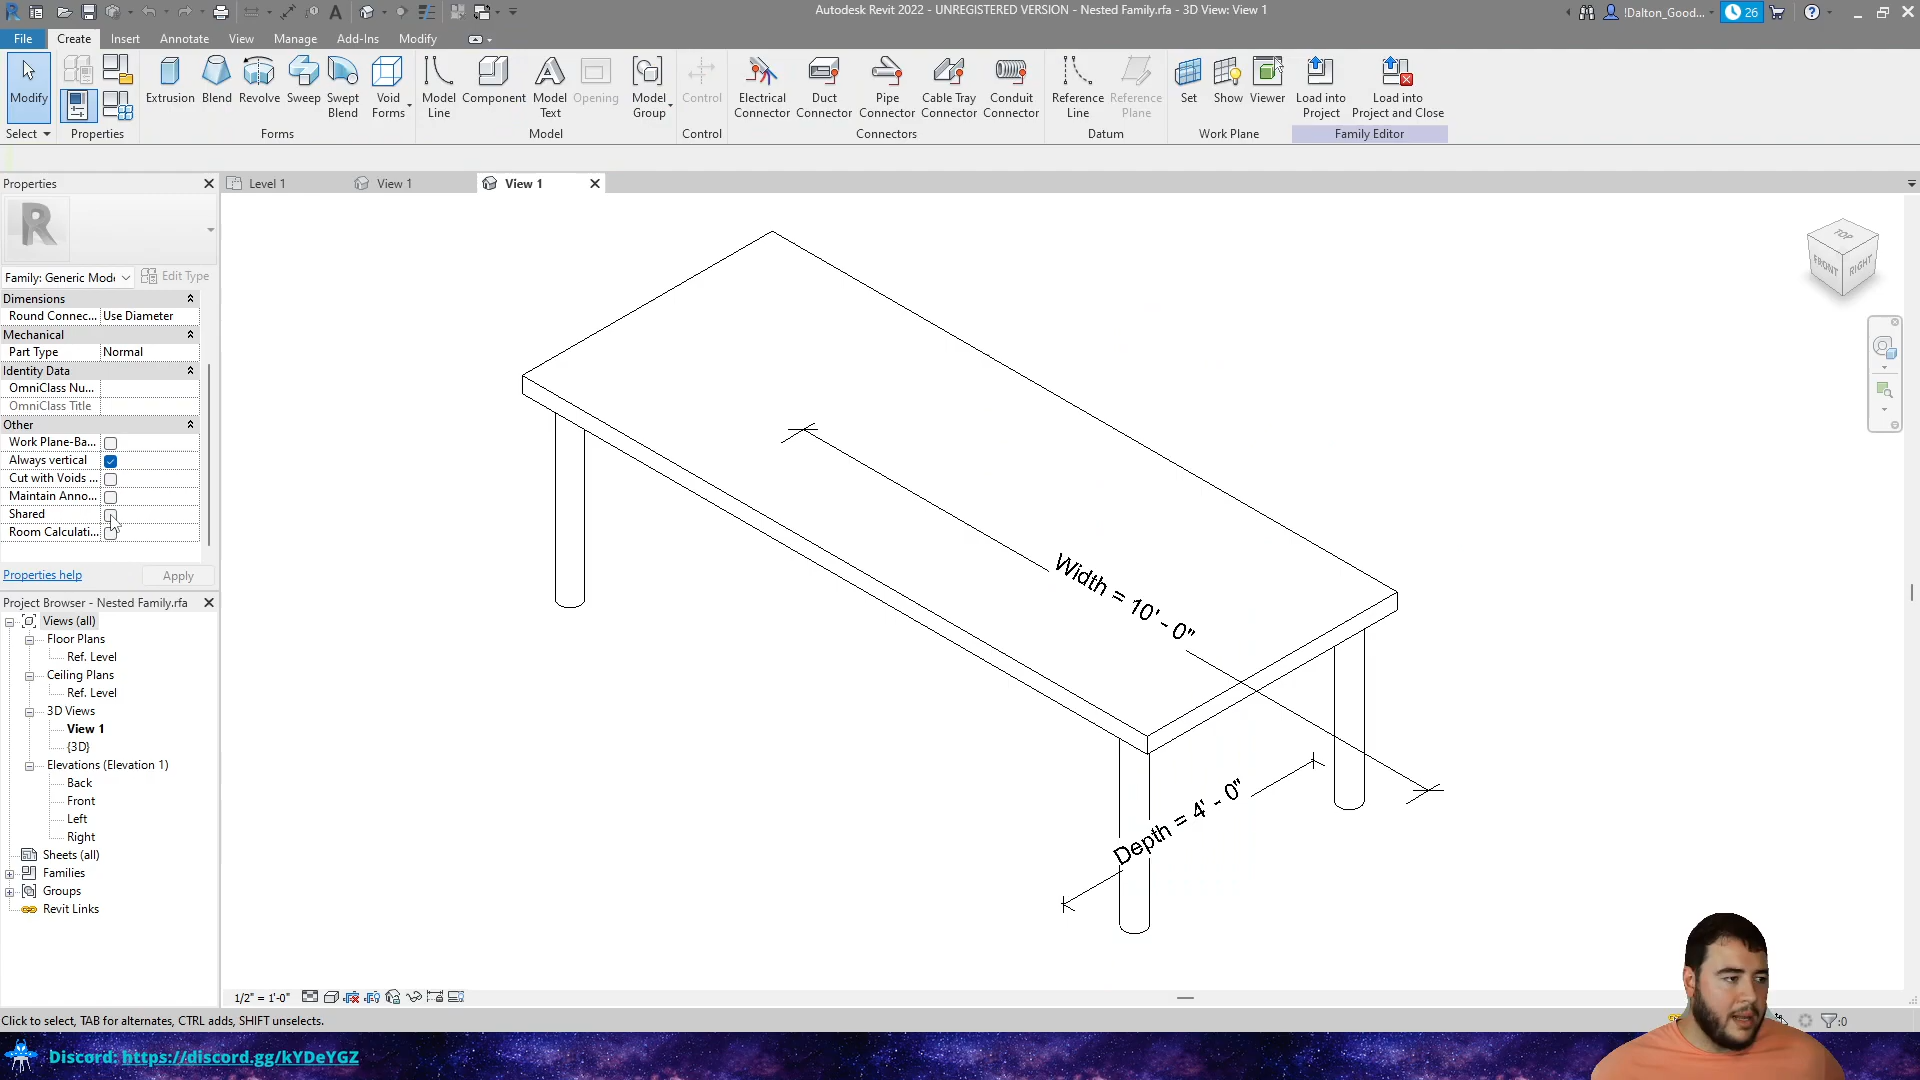 Autodesk Revit 2022 - UNREGISTERED VERSION - Nested Family.rfa - 3D View: View 1
!Dalton_Good...
26
File
Create
Insert
Annotate
View
Manage
Add-Ins
Modify
Modify
Extrusion
Blend
Revolve
Sweep
Swept Blend
Void Forms
Model Line
Component
Model Text
Opening
Model Group
Control
Electrical Connector
Duct Connector
Pipe Connector
Cable Tray Connector
Conduit Connector
Reference Line
Reference Plane
Set
Show
Viewer
Load into Project
Load into Project and Close
Select
Properties
Forms
Model
Control
Connectors
Datum
Work Plane
Family Editor
Properties
Level 1
View 1
View 1
R
Family: Generic Mod
Edit Type
Dimensions
Round Connec... Use Diameter
Mechanical
Part Type Normal
Identity Data
OmniClass Nu...
OmniClass Title
Other
Work Plane-Ba...
Always vertical
Cut with Voids ...
Maintain Anno...
Shared
Room Calculati...
Properties help
Apply
Project Browser - Nested Family.rfa
Views (all)
Floor Plans
Ref. Level
Ceiling Plans
Ref. Level
3D Views
View 1
{3D}
Elevations (Elevation 1)
Back
Front
Left
Right
Sheets (all)
Families
Groups
Revit Links
TOP
FRONT
RIGHT
Width = 10' - 0"
Depth = 4' - 0"
1/2" = 1'-0"
Click to select, TAB for alternates, CTRL adds, SHIFT unselects.
:0
Discord: https://discord.gg/kYDeYGZ